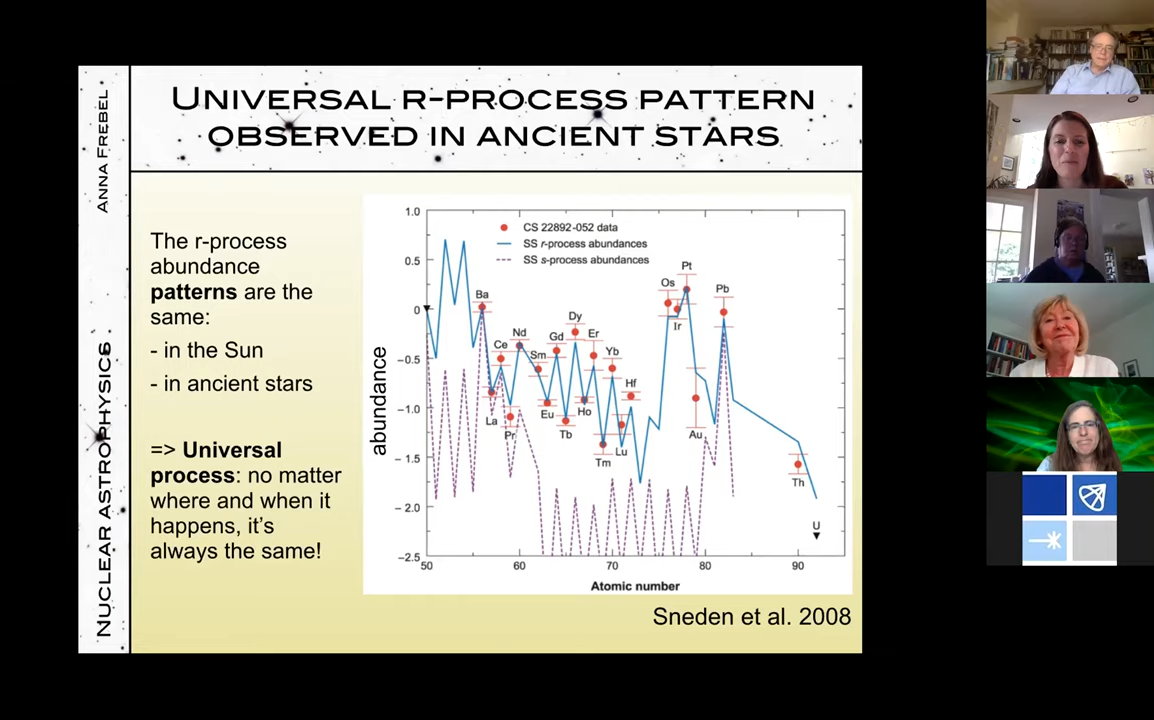 UNIVERSAL R-PROCESS PATTERN
OBSERVED IN ANCIENT STARS
ANNA FREBEL
NUCLEAR ASTROPHYSICS
The r-process
abundance
patterns are the
same:
- in the Sun
- in ancient stars
=> Universal
process: no matter
where and when it
happens, it's
always the same!
CS 22892-052 data
SS r-process abundances
SS s-process abundances
abundance
1.0
0.5
0
−0.5
−1.0
−1.5
−2.0
−2.5
Ba
La
Ce
Pr
Nd
Sm
Eu
Gd
Tb
Dy
Ho
Er
Tm
Yb
Lu
Hf
Os
Ir
Pt
Au
Pb
Th
U
50 60 70 80 90
Atomic number
Sneden et al. 2008